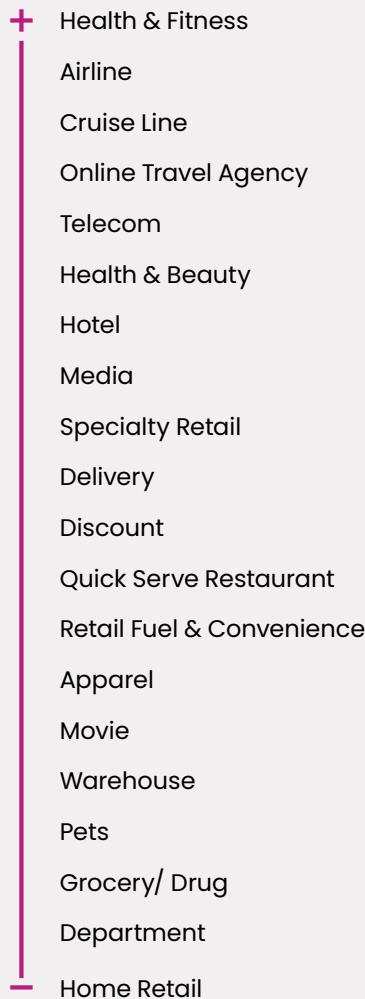 Health & Fitness
Airline
Cruise Line
Online Travel Agency
Telecom
Health & Beauty
Hotel
Media
Specialty Retail
Delivery
Discount
Quick Serve Restaurant
Retail Fuel & Convenience
Apparel
Movie
Warehouse
Pets
Grocery/ Drug
Department
Home Retail